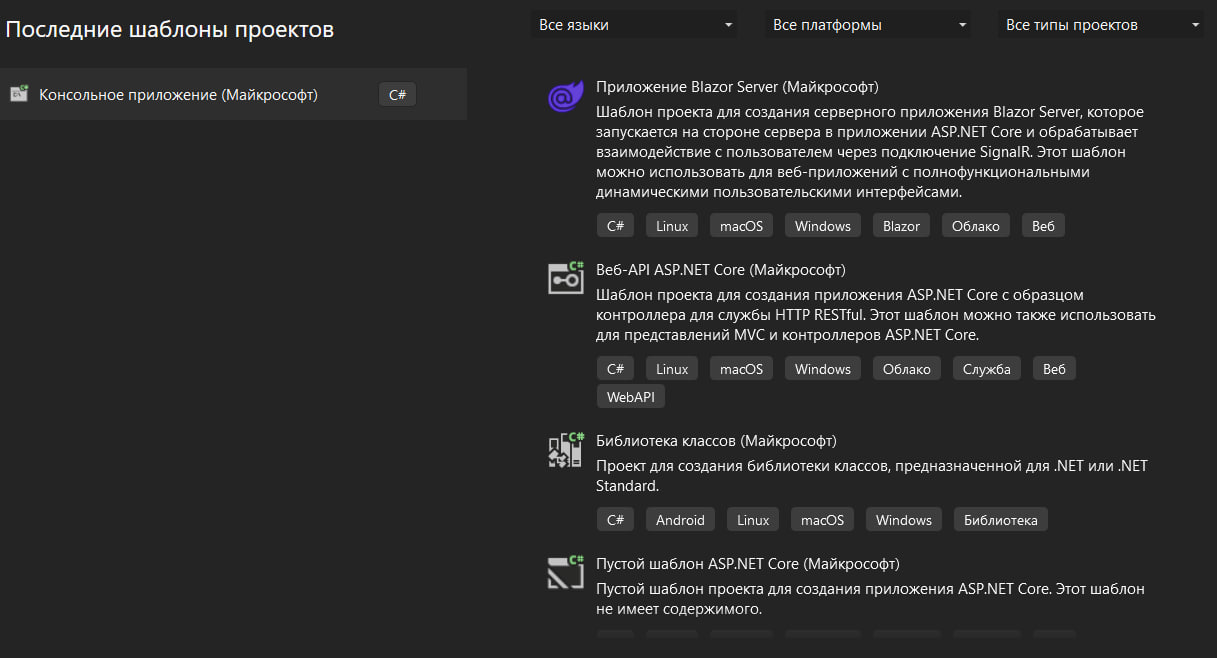 Последние шаблоны проектов
Все языки
Все платформы
Все типы проектов
Консольное приложение (Майкрософт)
C#
Приложение Blazor Server (Майкрософт)
Шаблон проекта для создания серверного приложения Blazor Server, которое
запускается на стороне сервера в приложении ASP.NET Core и обрабатывает
взаимодействие с пользователем через подключение SignalR. Этот шаблон
можно использовать для веб-приложений с полнофункциональными
динамическими пользовательскими интерфейсами.
C# Linux macOS Windows Blazor Облако Веб
Веб-API ASP.NET Core (Майкрософт)
Шаблон проекта для создания приложения ASP.NET Core с образцом
контроллера для службы HTTP RESTful. Этот шаблон можно также использовать
для представлений MVC и контроллеров ASP.NET Core.
C# Linux macOS Windows Облако Служба Веб
WebAPI
Библиотека классов (Майкрософт)
Проект для создания библиотеки классов, предназначенной для .NET или .NET
Standard.
C# Android Linux macOS Windows Библиотека
Пустой шаблон ASP.NET Core (Майкрософт)
Пустой шаблон проекта для создания приложения ASP.NET Core. Этот шаблон
не имеет содержимого.